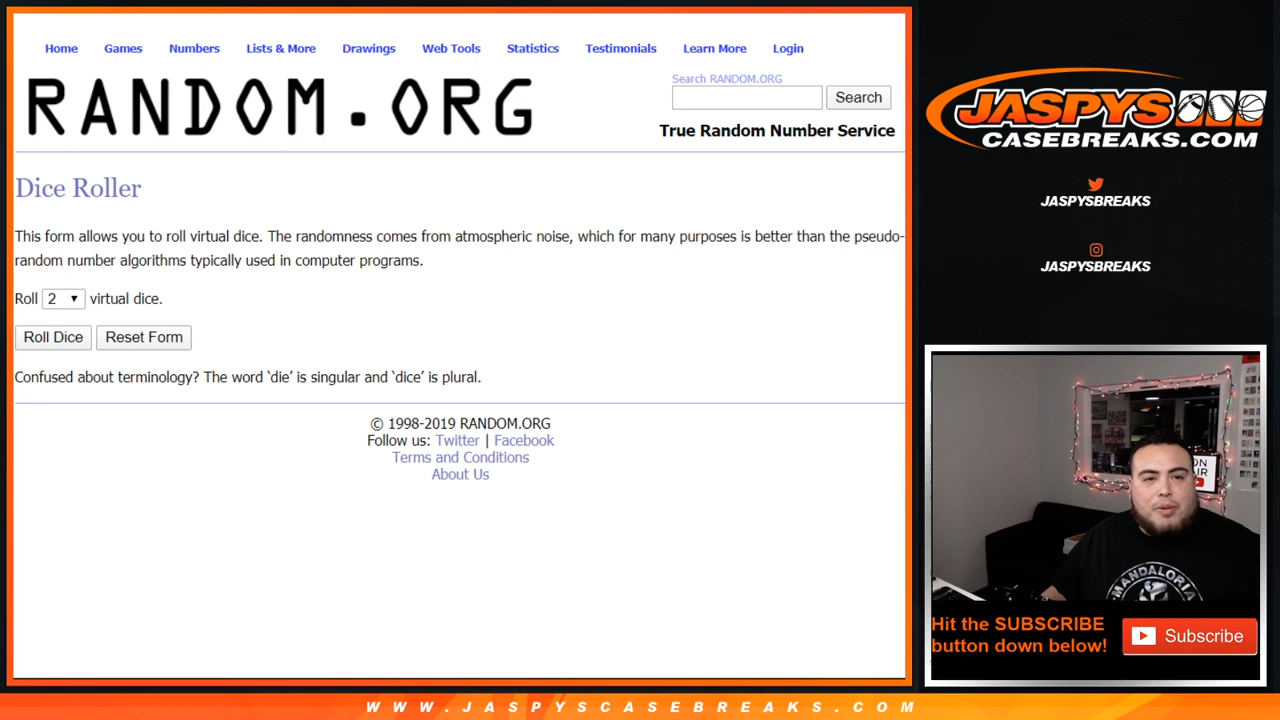 Home Games Numbers Lists & More Drawings Web Tools Statistics Testimonials Learn More Login
RANDOM.ORG
Search RANDOM.ORG
Search
True Random Number Service
Dice Roller
This form allows you to roll virtual dice. The randomness comes from atmospheric noise, which for many purposes is better than the pseudo-
random number algorithms typically used in computer programs.
Roll 2 virtual dice.
Roll Dice Reset Form
Confused about terminology? The word ‘die’ is singular and ‘dice’ is plural.
© 1998-2019 RANDOM.ORG
Follow us: Twitter | Facebook
Terms and Conditions
About Us
JASPYS
CASEBREAKS.COM
JASPYSBREAKS
JASPYSBREAKS
ON
AIR
MANDALORIA
Hit the SUBSCRIBE
button down below!
Subscribe
WWW.JASPYSCASEBREAKS.COM